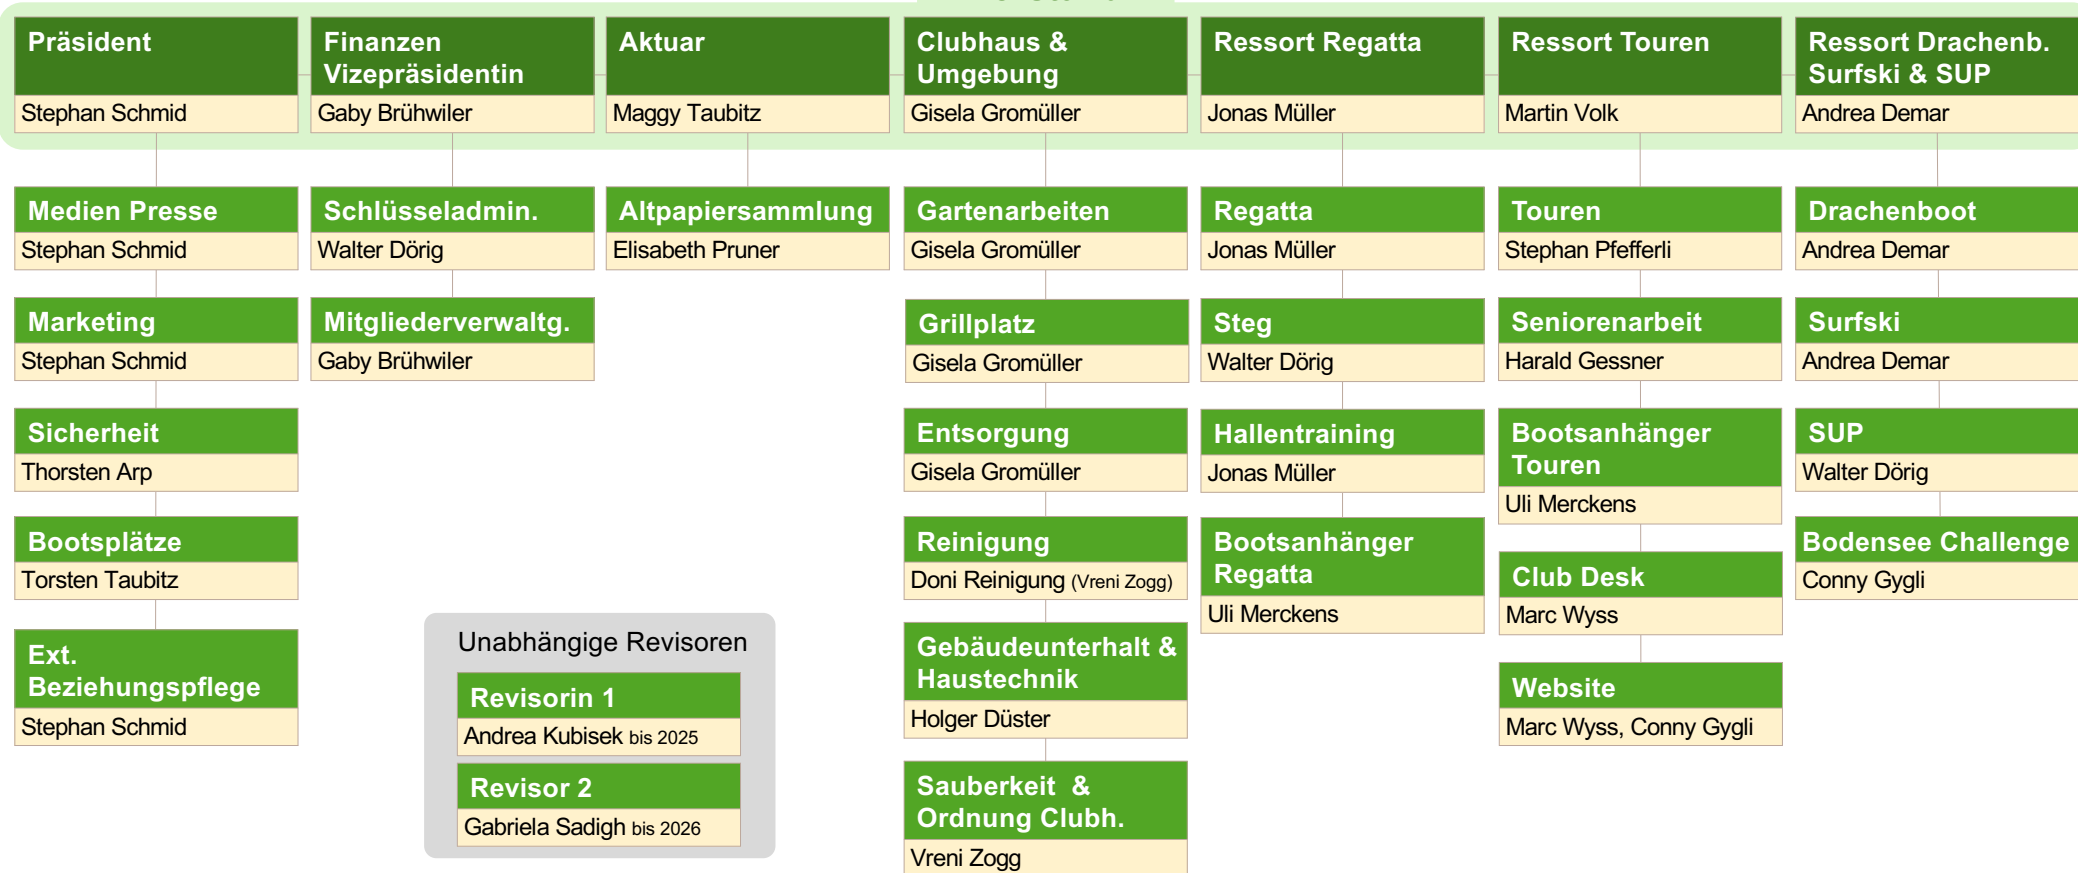 Präsident
Stephan Schmid
Finanzen
Vizepräsidentin
Gaby Brühwiler
Aktuar
Maggy Taubitz
Clubhaus &
Umgebung
Gisela Gromüller
Ressort Regatta
Jonas Müller
Ressort Touren
Martin Volk
Ressort Drachenb.
Surfski & SUP
Andrea Demar
Medien Presse
Stephan Schmid
Marketing
Stephan Schmid
Sicherheit
Thorsten Arp
Bootsplätze
Torsten Taubitz
Ext.
Beziehungspflege
Stephan Schmid
Schlüsseladmin.
Walter Dörig
Mitgliederverwaltg.
Gaby Brühwiler
Altpapiersammlung
Elisabeth Pruner
Gartenarbeiten
Gisela Gromüller
Grillplatz
Gisela Gromüller
Entsorgung
Gisela Gromüller
Reinigung
Doni Reinigung (Vreni Zogg)
Gebäudeunterhalt &
Haustechnik
Holger Düster
Sauberkeit &
Ordnung Clubh.
Vreni Zogg
Regatta
Jonas Müller
Steg
Walter Dörig
Hallentraining
Jonas Müller
Bootsanhänger
Regatta
Uli Merckens
Touren
Stephan Pfefferli
Seniorenarbeit
Harald Gessner
Bootsanhänger
Touren
Uli Merckens
Club Desk
Marc Wyss
Website
Marc Wyss, Conny Gygli
Drachenboot
Andrea Demar
Surfski
Andrea Demar
SUP
Walter Dörig
Bodensee Challenge
Conny Gygli
Unabhängige Revisoren
Revisorin 1
Andrea Kubisek bis 2025
Revisor 2
Gabriela Sadigh bis 2026